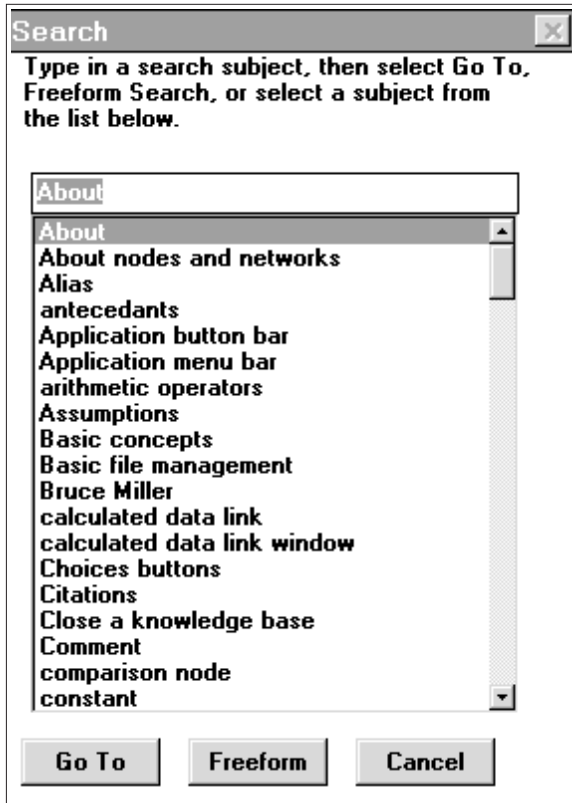 Search
Type in a search subject, then select Go To,
Freeform Search, or select a subject from
the list below.
About
About
About nodes and networks
Alias
antecedants
Application button bar
Application menu bar
arithmetic operators
Assumptions
Basic concepts
Basic file management
Bruce Miller
calculated data link
calculated data link window
Choices buttons
Citations
Close a knowledge base
Comment
comparison node
constant
Go To Freeform Cancel